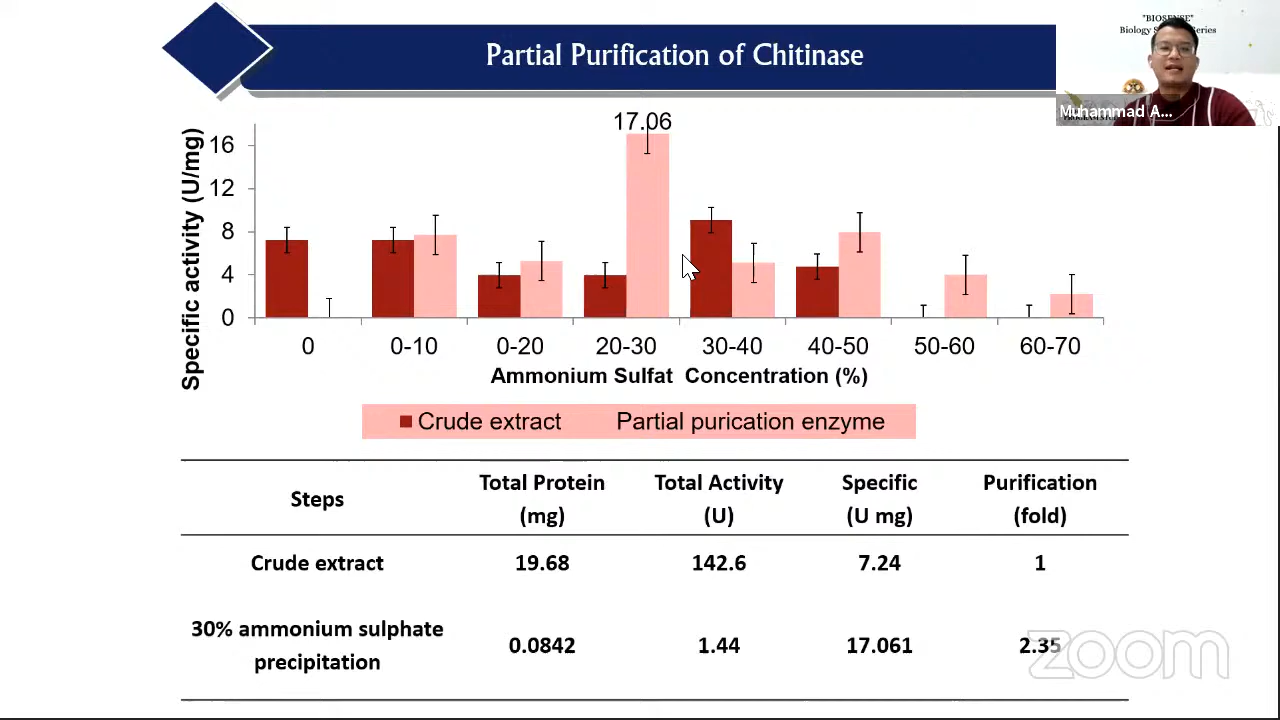 Partial Purification of Chitinase
"BIOSENSE"
Muhammad A...
17.06
Specific activity (U/mg)
16
12
8
4
0
0 0-10 0-20 20-30 30-40 40-50 50-60 60-70
Ammonium Sulfat Concentration (%)
Crude extract Partial purication enzyme
Steps Total Protein (mg) Total Activity (U) Specific (U mg) Purification (fold)
Crude extract 19.68 142.6 7.24 1
30% ammonium sulphate precipitation 0.0842 1.44 17.061 2.35
zoom